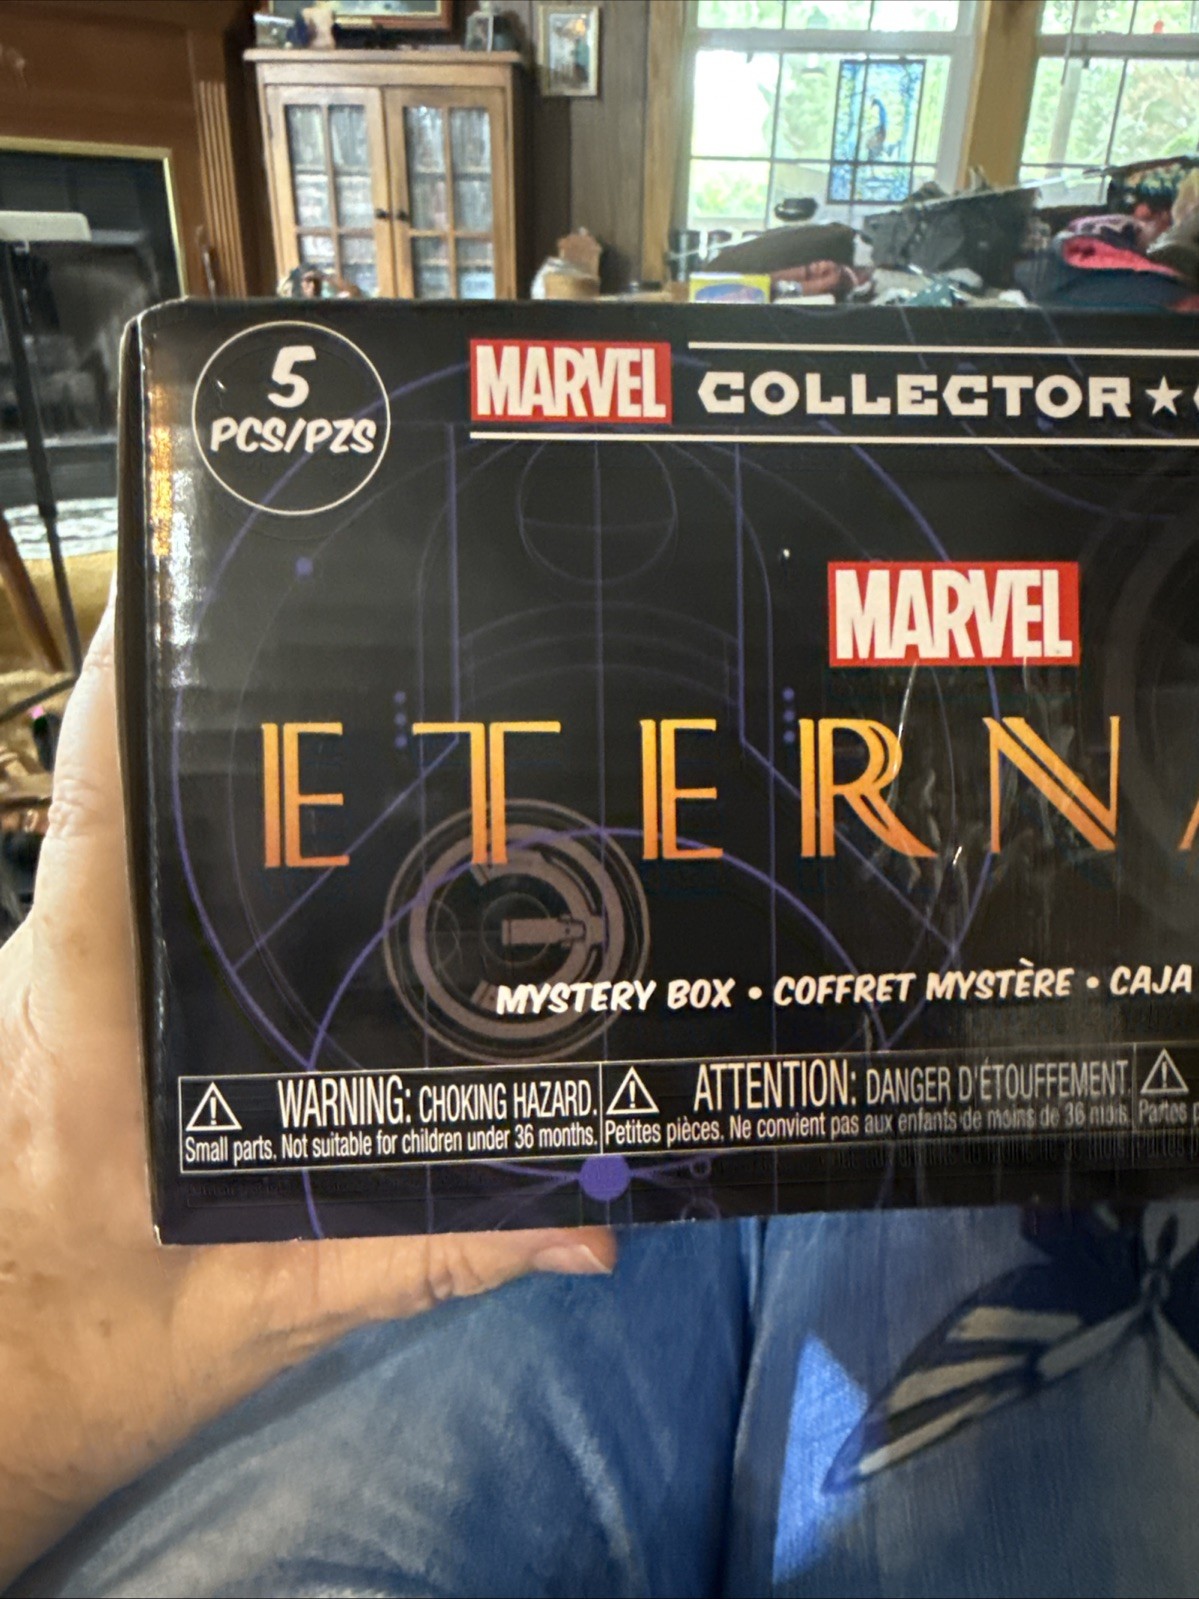 5
PCS/PZS
MARVEL COLLECTOR ★
MARVEL
ETERN
MYSTERY BOX • COFFRET MYSTÈRE • CAJA
⚠ WARNING: CHOKING HAZARD.
Small parts. Not suitable for children under 36 months.
⚠ ATTENTION: DANGER D'ÉTOUFFEMENT.
Petites pièces. Ne convient pas aux enfants de moins de 36 mois.
⚠
Partes